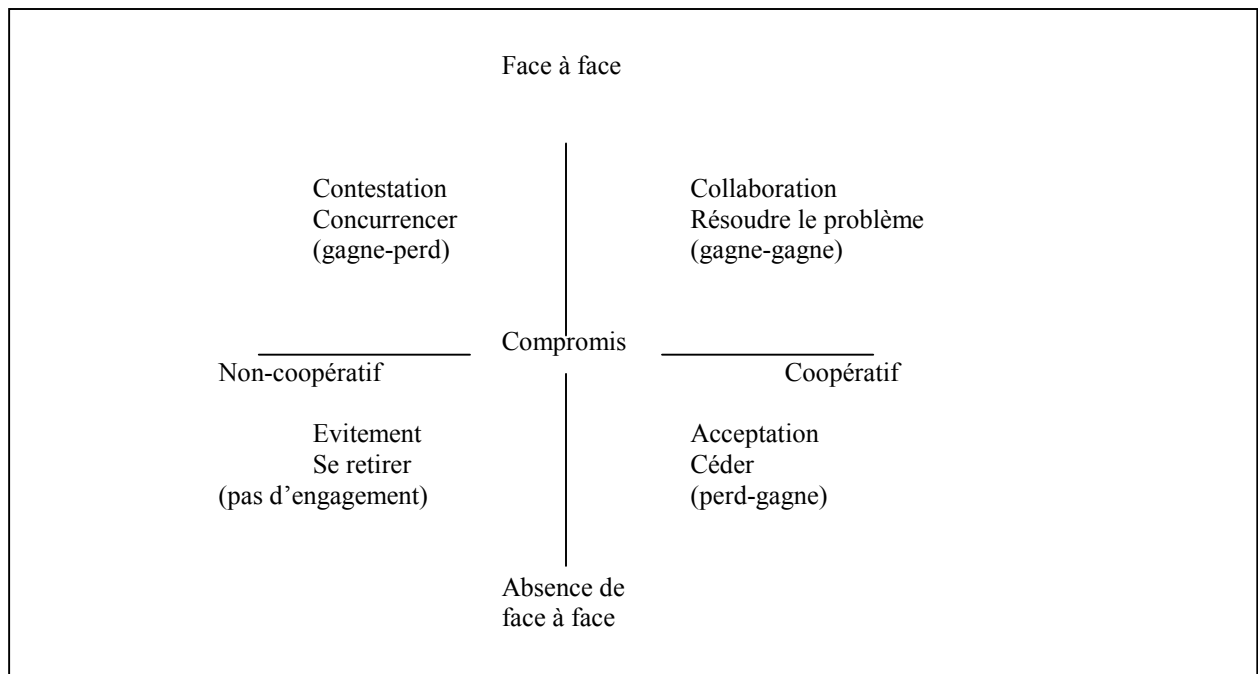 Face à face
Contestation
Concurrencer
(gagne-perd)
Collaboration
Résoudre le problème
(gagne-gagne)
Compromis
Non-coopératif
Coopératif
Evitement
Se retirer
(pas d’engagement)
Acceptation
Céder
(perd-gagne)
Absence de
face à face